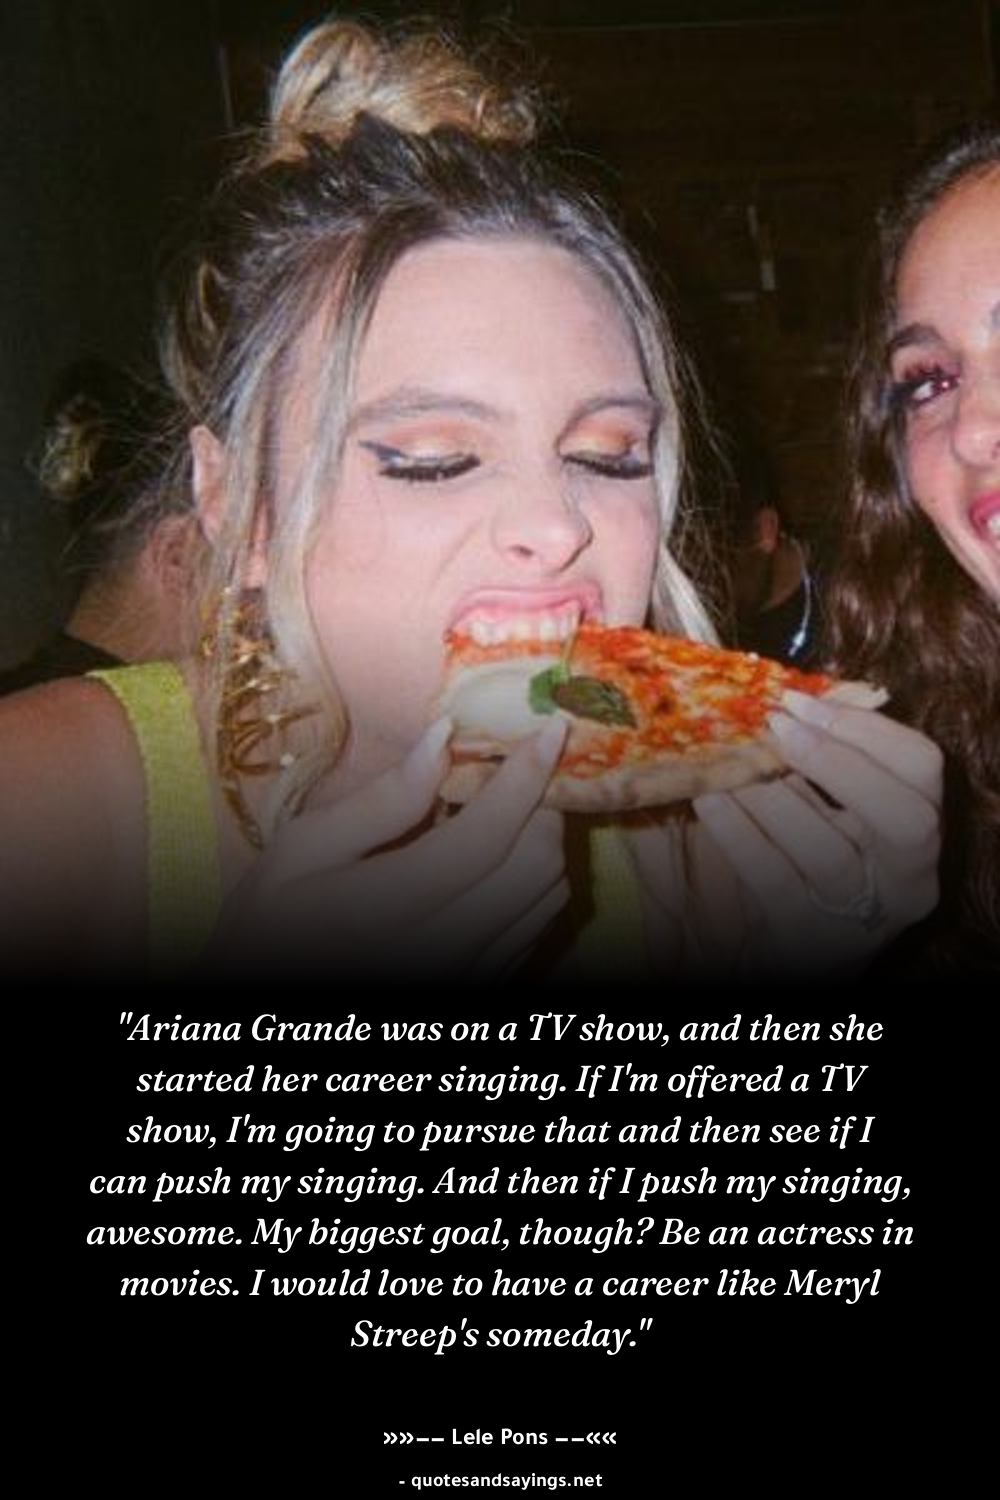 "Ariana Grande was on a TV show, and then she
started her career singing. If I'm offered a TV
show, I'm going to pursue that and then see if I
can push my singing. And then if I push my singing,
awesome. My biggest goal, though? Be an actress in
movies. I would love to have a career like Meryl
Streep's someday."
»»–– Lele Pons ––««
- quotesandsayings.net